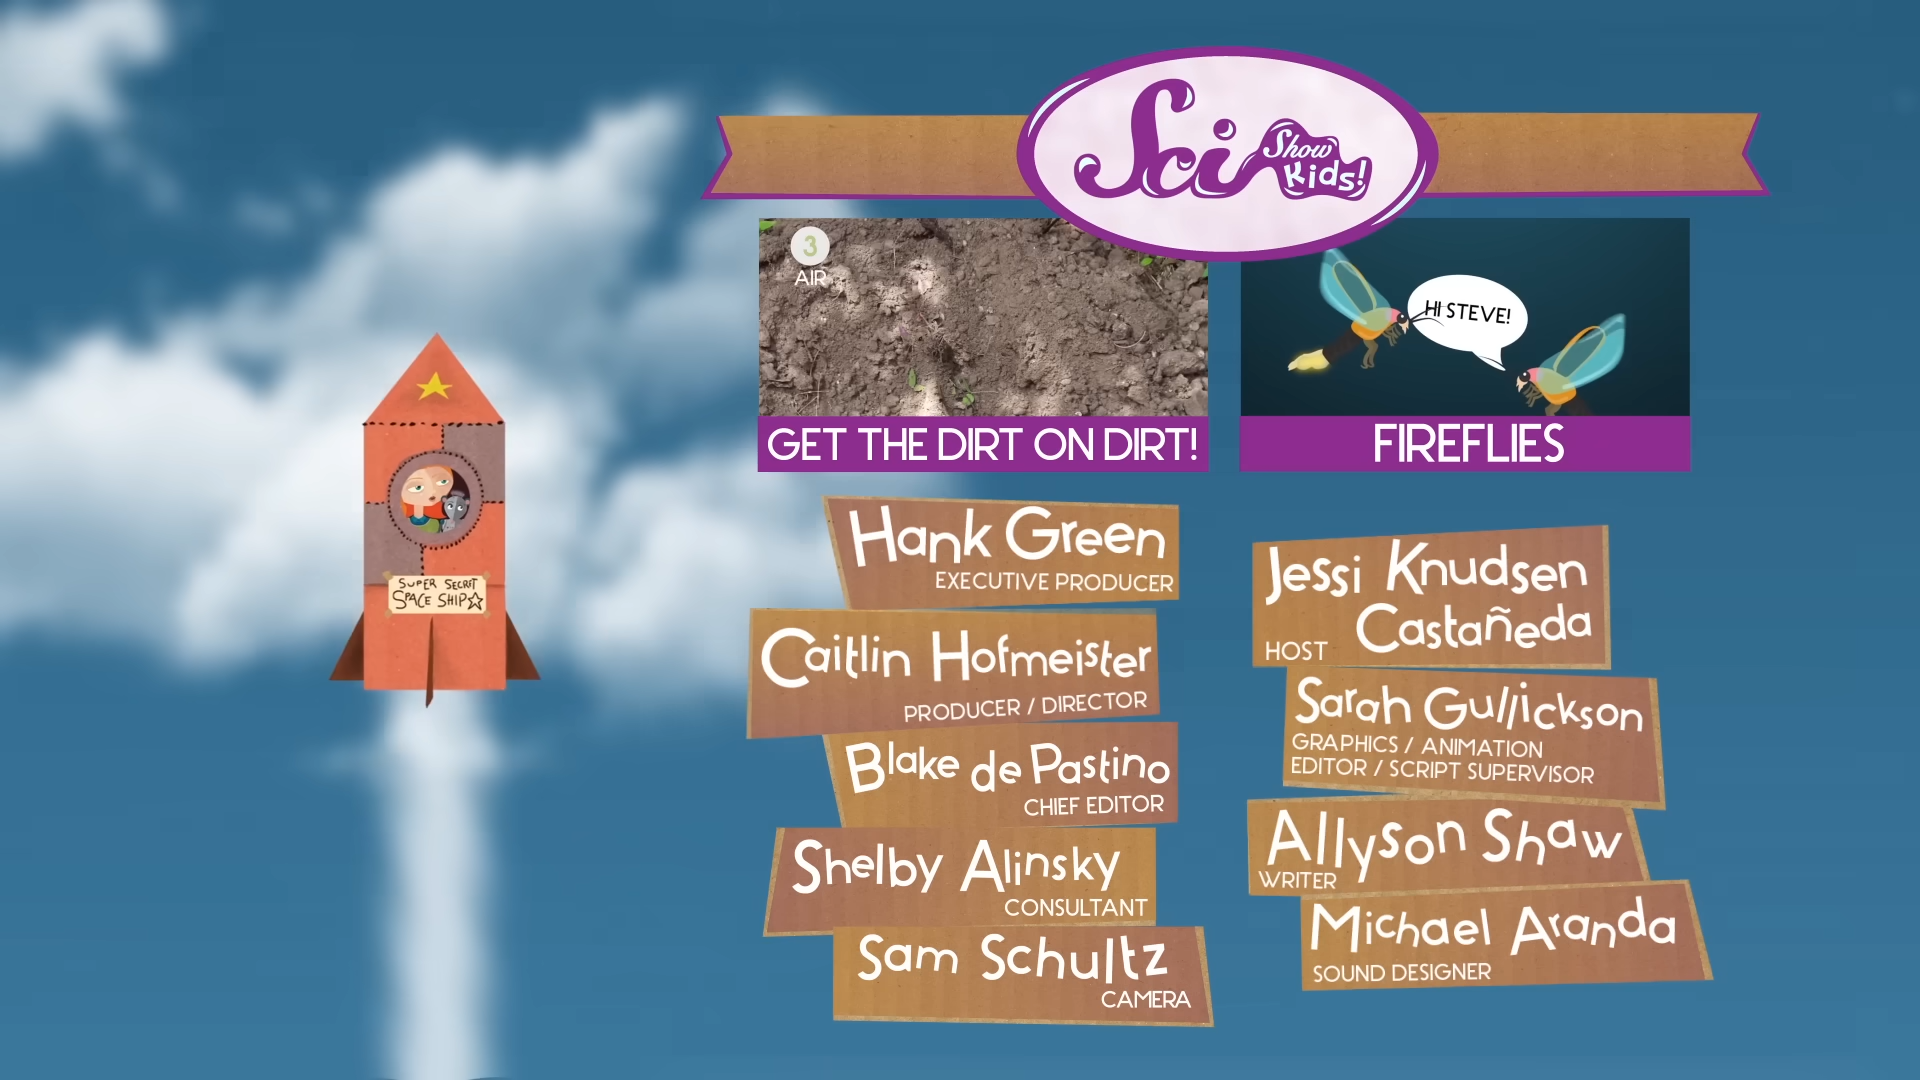 Sci
Show
Kids!
3
AIR
HI STEVE!
GET THE DIRT ON DIRT!
FIREFLIES
SUPER SECRET
SPACE SHIP
Hank Green
EXECUTIVE PRODUCER
Caitlin Hofmeister
PRODUCER / DIRECTOR
Blake de Pastino
CHIEF EDITOR
Shelby Alinsky
CONSULTANT
Sam Schultz
CAMERA
Jessi Knudsen
Castañeda
HOST
Sarah Gullickson
GRAPHICS / ANIMATION
EDITOR / SCRIPT SUPERVISOR
Allyson Shaw
WRITER
Michael Aranda
SOUND DESIGNER